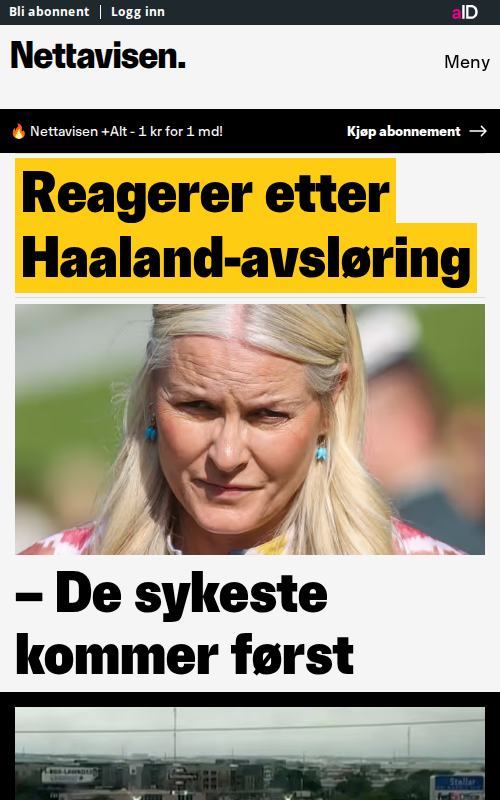 Bli abonnent | Logg inn
aID
Nettavisen.
Meny
🔥 Nettavisen +Alt - 1 kr for 1 md!
Kjøp abonnement →
Reagerer etter
Haaland-avsløring
– De sykeste
kommer først
Stellar